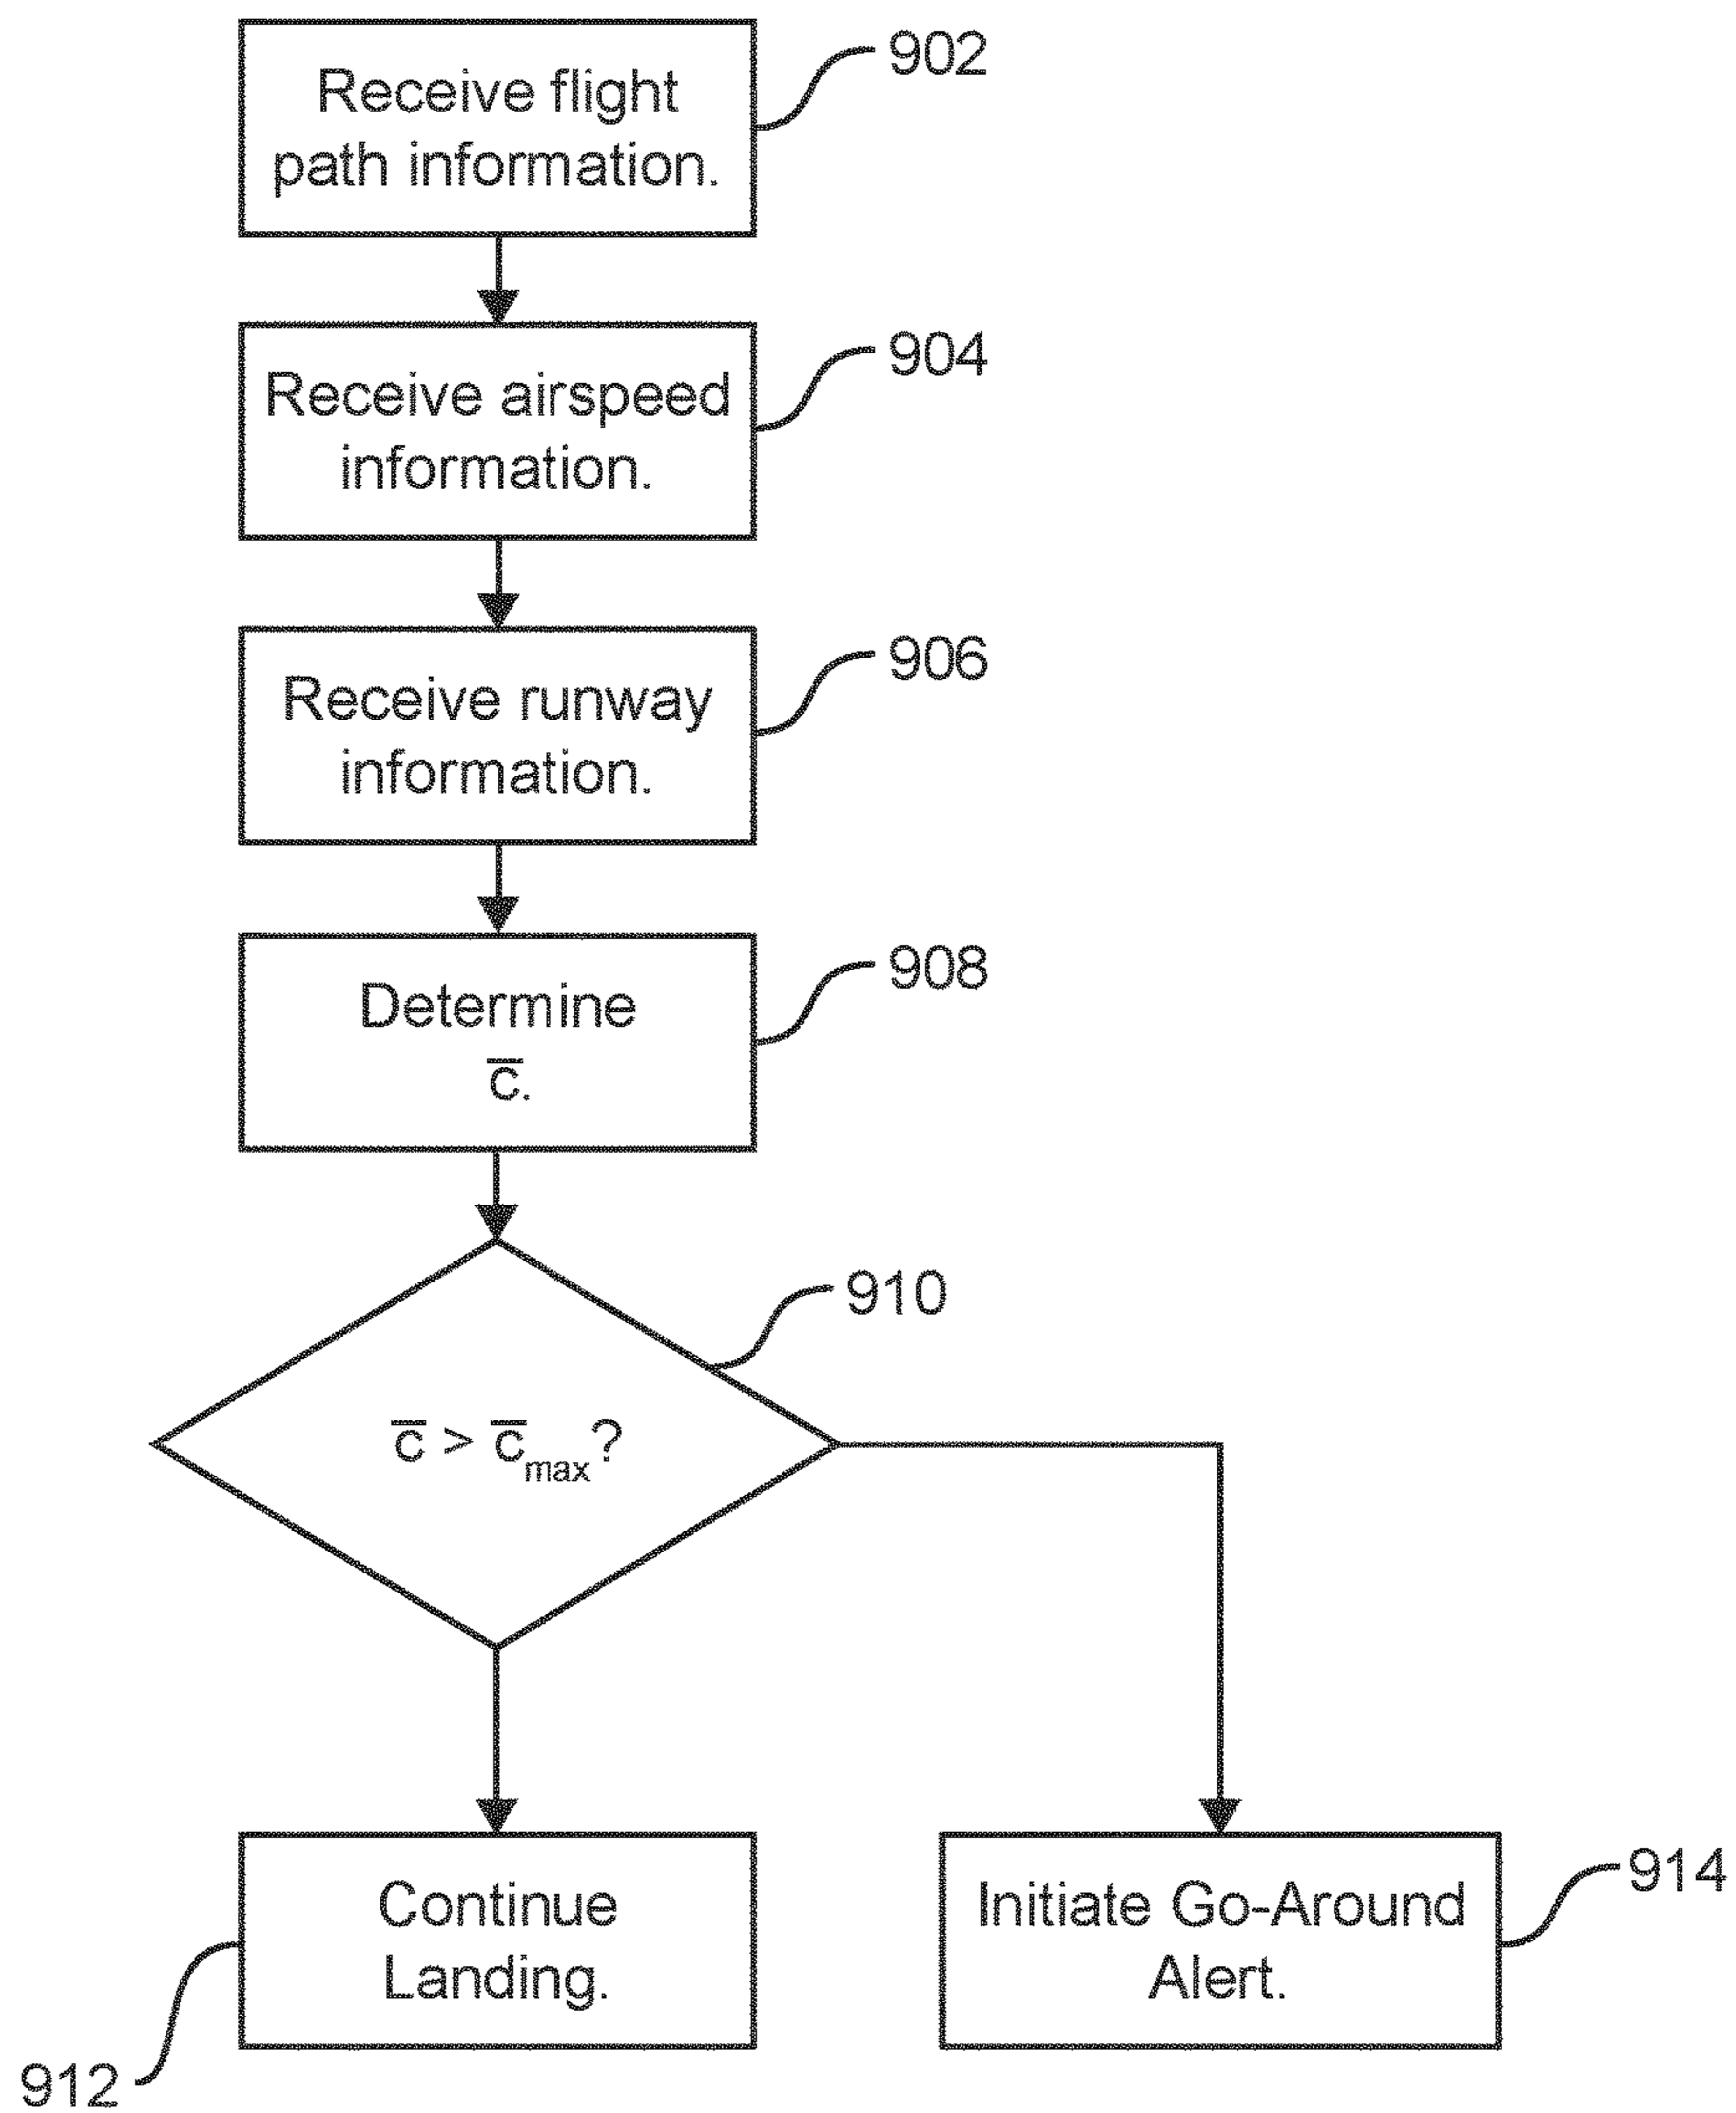 Receive flight
path information.
902
Receive airspeed
information.
904
Receive runway
information.
906
Determine
c̅.
908
c̅ > c̅max?
910
Continue
Landing.
912
Initiate Go-Around
Alert.
914